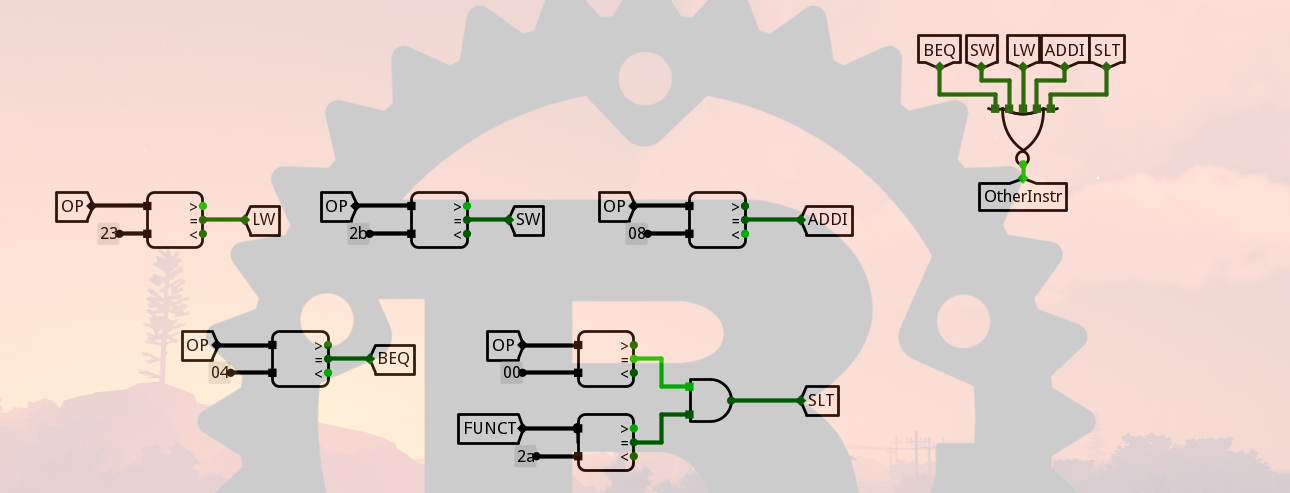 BEQ SW LW ADDI SLT
OtherInstr
OP
23
>
=
<
LW
OP
2b
>
=
<
SW
OP
08
>
=
<
ADDI
OP
04
>
=
<
BEQ
OP
00
>
=
<
FUNCT
2a
>
=
<
SLT